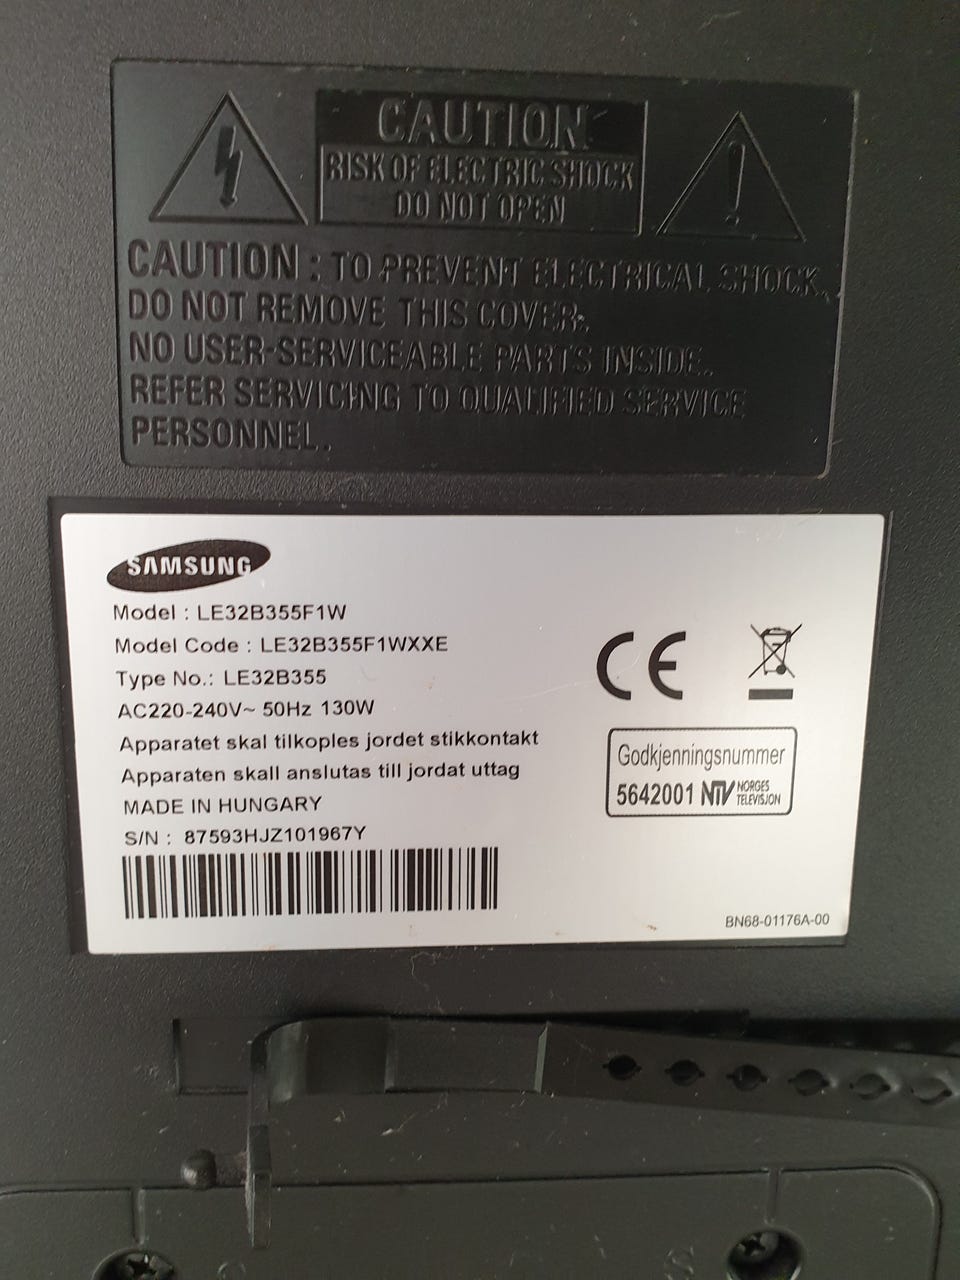 CAUTION
RISK OF ELECTRIC SHOCK
DO NOT OPEN
CAUTION : TO PREVENT ELECTRICAL SHOCK,
DO NOT REMOVE THIS COVER.
NO USER-SERVICEABLE PARTS INSIDE.
REFER SERVICING TO QUALIFIED SERVICE
PERSONNEL.
SAMSUNG
Model : LE32B355F1W
Model Code : LE32B355F1WXXE
Type No.: LE32B355
AC220-240V~ 50Hz 130W
Apparatet skal tilkoples jordet stikkontakt
Apparaten skall anslutas till jordat uttag
MADE IN HUNGARY
S/N : 87593HJZ101967Y
CE
Godkjenningsnummer
5642001 NTV NORGES
TELEVISJON
BN68-01176A-00